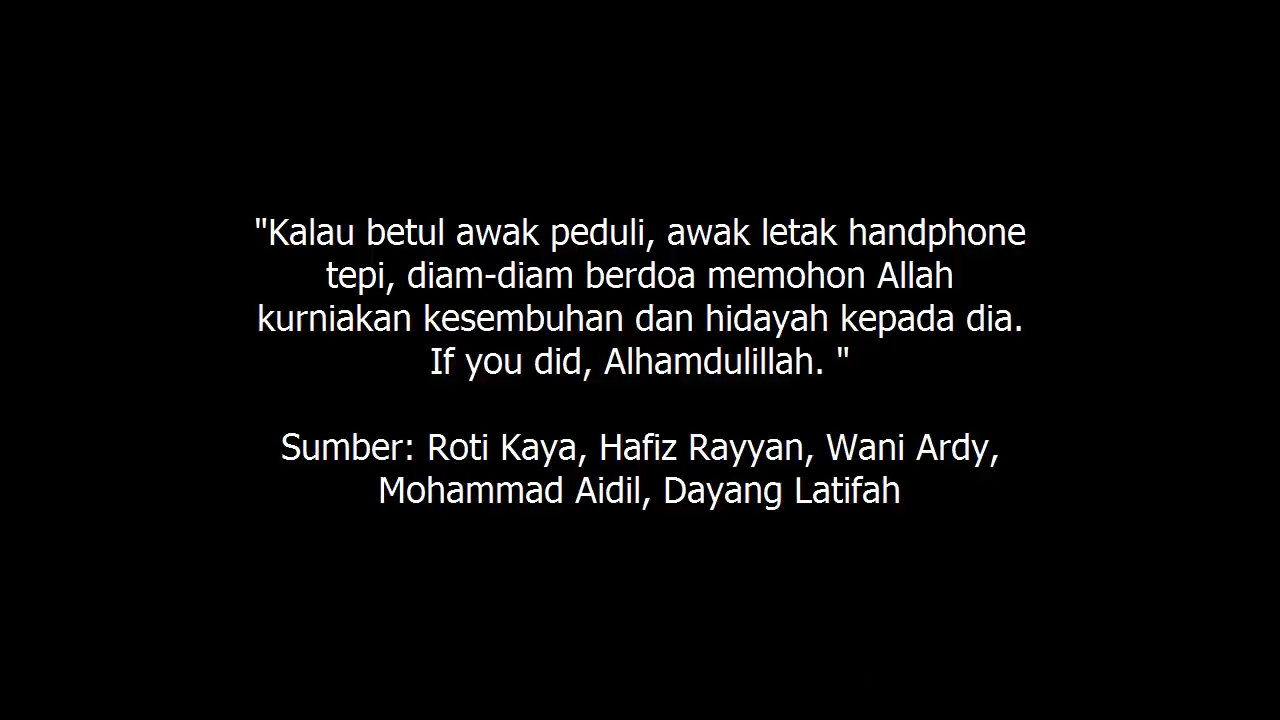 "Kalau betul awak peduli, awak letak handphone
tepi, diam-diam berdoa memohon Allah
kurniakan kesembuhan dan hidayah kepada dia.
If you did, Alhamdulillah. "
Sumber: Roti Kaya, Hafiz Rayyan, Wani Ardy,
Mohammad Aidil, Dayang Latifah